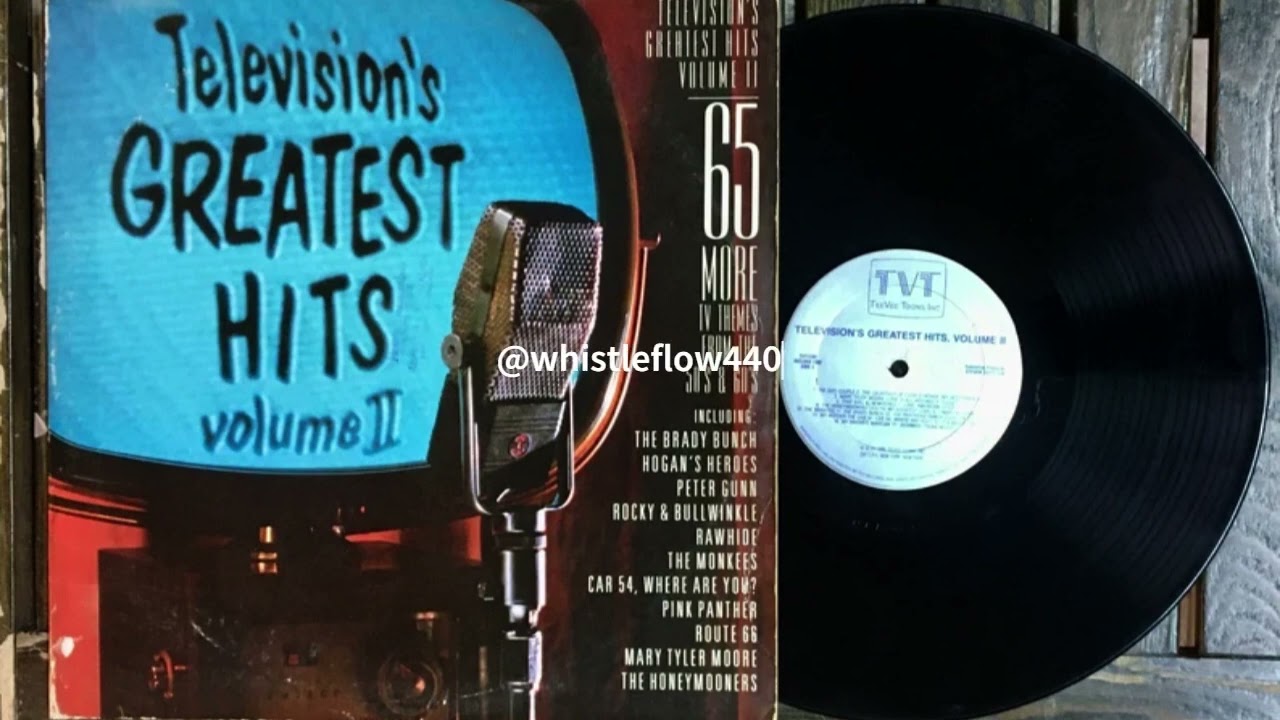 Television's
GREATEST
HITS
volume II
TELEVISION'S
GREATEST HITS
VOLUME II
65
MORE
TV THEMES
FROM THE
50'S & 60'S
INCLUDING:
THE BRADY BUNCH
HOGAN'S HEROES
PETER GUNN
ROCKY & BULLWINKLE
RAWHIDE
THE MONKEES
CAR 54, WHERE ARE YOU?
PINK PANTHER
ROUTE 66
MARY TYLER MOORE
THE HONEYMOONERS
@whistleflow440
TVT
TEEVEE TOONS, INC.
TELEVISION'S GREATEST HITS, VOLUME II